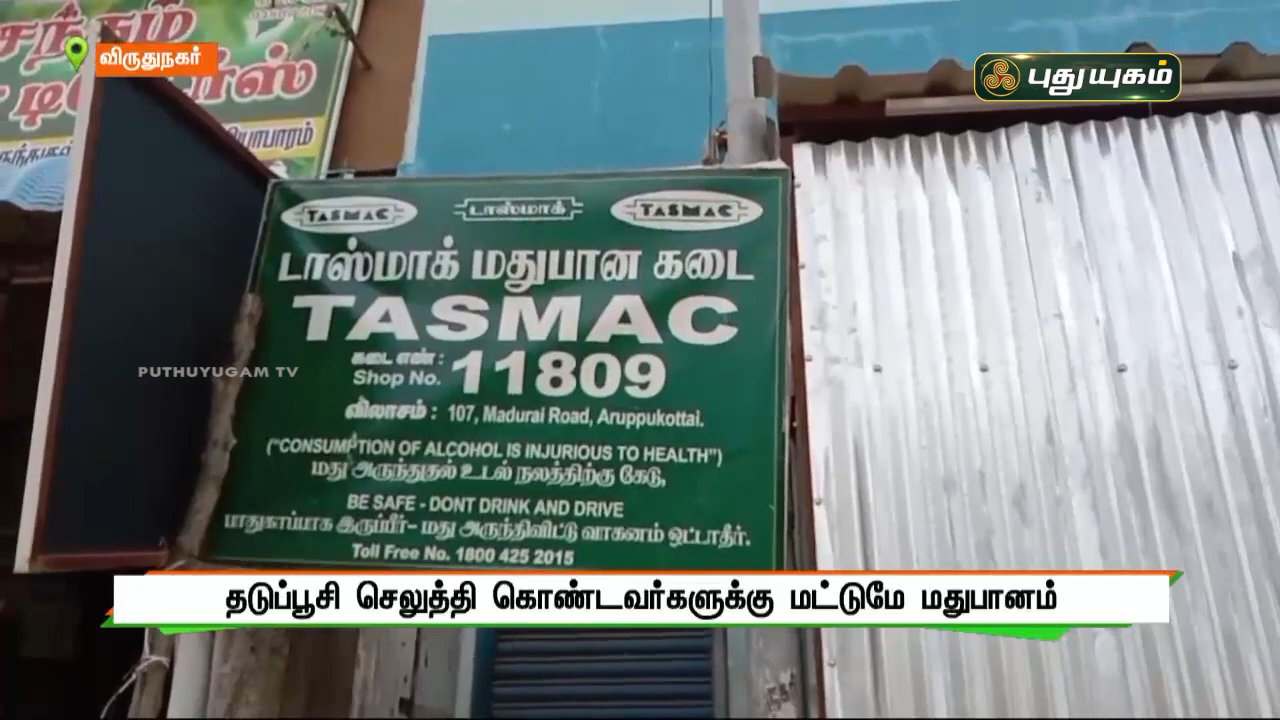 விருதுநகர்
புதுயுகம்
TASMAC டாஸ்மாக் TASMAC
டாஸ்மாக் மதுபான கடை
TASMAC
கடை எண் :
Shop No. 11809
விலாசம் : 107, Madurai Road, Aruppukottai.
("CONSUMPTION OF ALCOHOL IS INJURIOUS TO HEALTH")
மது அருந்துதல் உடல் நலத்திற்கு கேடு,
BE SAFE - DONT DRINK AND DRIVE
பாதுகாப்பாக இருப்பீர்- மது அருந்திவிட்டு வாகனம் ஓட்டாதீர்.
Toll Free No. 1800 425 2015
PUTHUYUGAM TV
தடுப்பூசி செலுத்தி கொண்டவர்களுக்கு மட்டுமே மதுபானம்